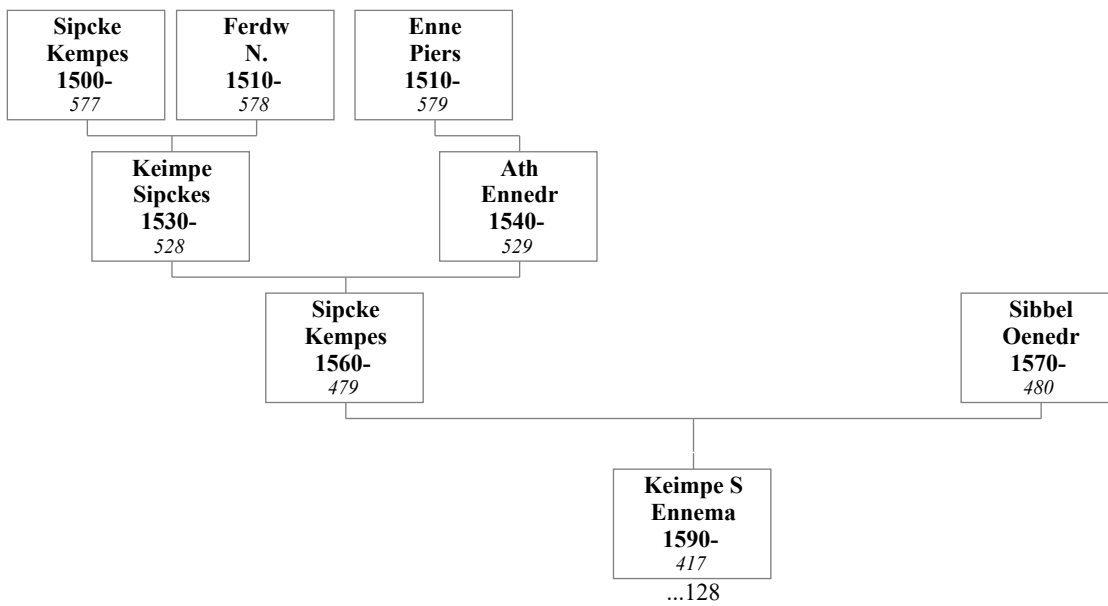 Sipcke
Kempes
1500-
577
Ferdw
N.
1510-
578
Enne
Piers
1510-
579
Keimpe
Sipckes
1530-
528
Ath
Ennedr
1540-
529
Sipcke
Kempes
1560-
479
Sibbel
Oenedr
1570-
480
Keimpe S
Ennema
1590-
417
...128